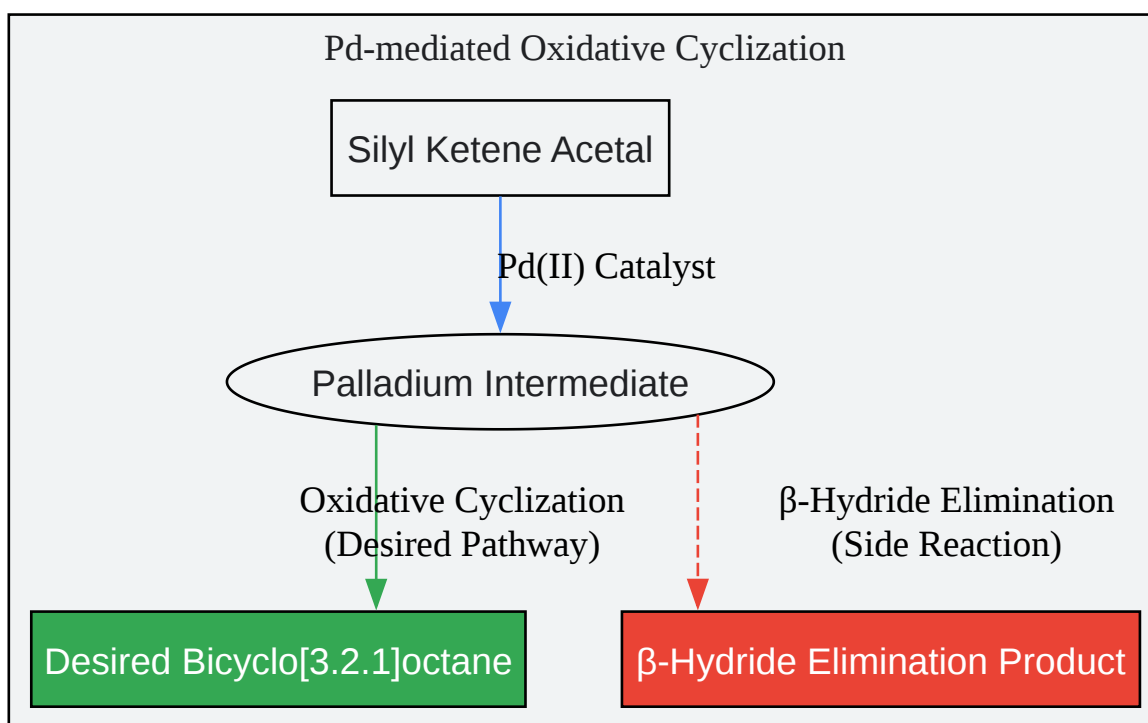 Pd-mediated Oxidative Cyclization
Silyl Ketene Acetal
Pd(II) Catalyst
Palladium Intermediate
Oxidative Cyclization
(Desired Pathway)
β-Hydride Elimination
(Side Reaction)
Desired Bicyclo[3.2.1]octane
β-Hydride Elimination Product